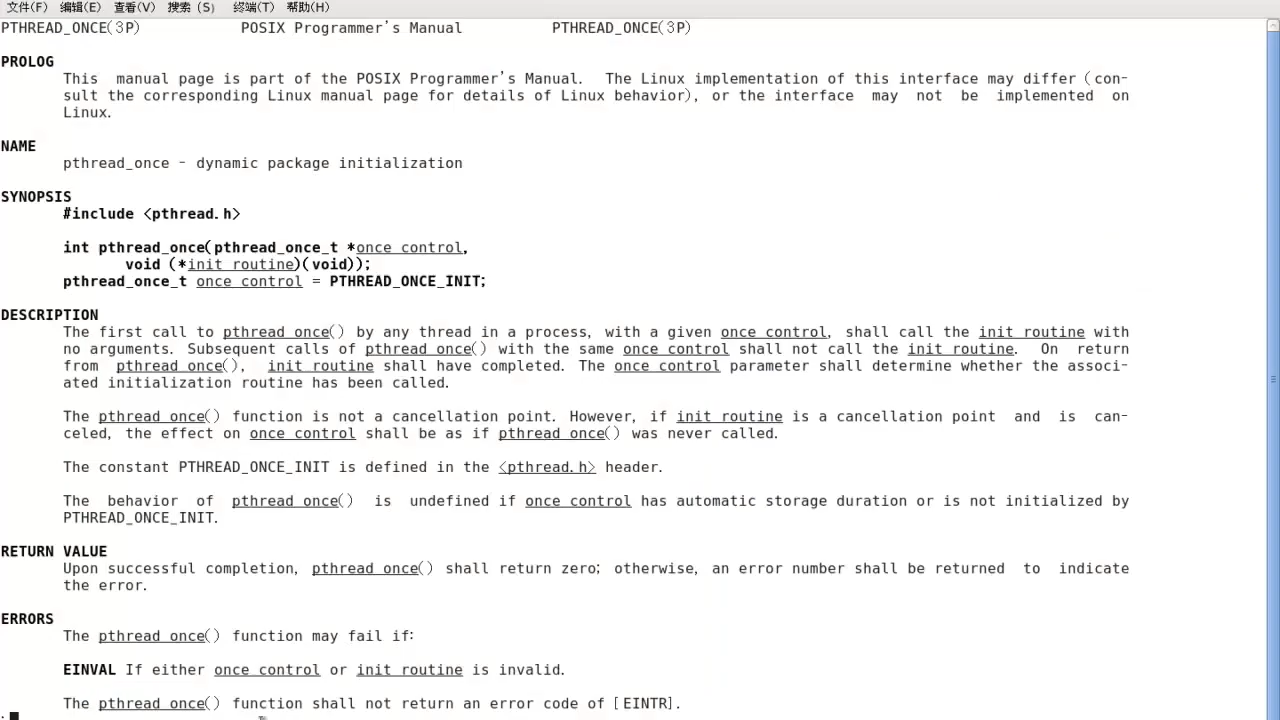 文件(F) 编辑(E) 查看(V) 搜索 (S) 终端(T) 帮助(H)
PTHREAD_ONCE(3P) POSIX Programmer's Manual PTHREAD_ONCE(3P)
PROLOG
This manual page is part of the POSIX Programmer's Manual. The Linux implementation of this interface may differ (con-
sult the corresponding Linux manual page for details of Linux behavior), or the interface may not be implemented on
Linux.
NAME
pthread_once - dynamic package initialization
SYNOPSIS
#include <pthread.h>
int pthread_once(pthread_once_t *once_control,
void (*init_routine)(void));
pthread_once_t once_control = PTHREAD_ONCE_INIT;
DESCRIPTION
The first call to pthread_once() by any thread in a process, with a given once_control, shall call the init_routine with
no arguments. Subsequent calls of pthread_once() with the same once_control shall not call the init_routine. On return
from pthread_once(), init_routine shall have completed. The once_control parameter shall determine whether the associ-
ated initialization routine has been called.
The pthread_once() function is not a cancellation point. However, if init_routine is a cancellation point and is can-
celed, the effect on once_control shall be as if pthread_once() was never called.
The constant PTHREAD_ONCE_INIT is defined in the <pthread.h> header.
The behavior of pthread_once() is undefined if once_control has automatic storage duration or is not initialized by
PTHREAD_ONCE_INIT.
RETURN VALUE
Upon successful completion, pthread_once() shall return zero; otherwise, an error number shall be returned to indicate
the error.
ERRORS
The pthread_once() function may fail if:
EINVAL If either once_control or init_routine is invalid.
The pthread_once() function shall not return an error code of [EINTR].
: